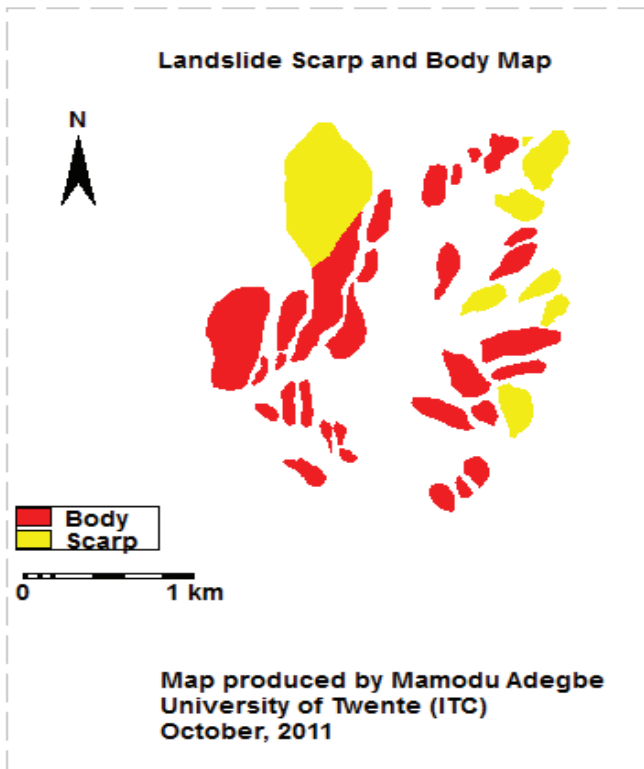 Landslide Scarp and Body Map
N
Body
Scarp
0 1 km
Map produced by Mamodu Adegbe
University of Twente (ITC)
October, 2011